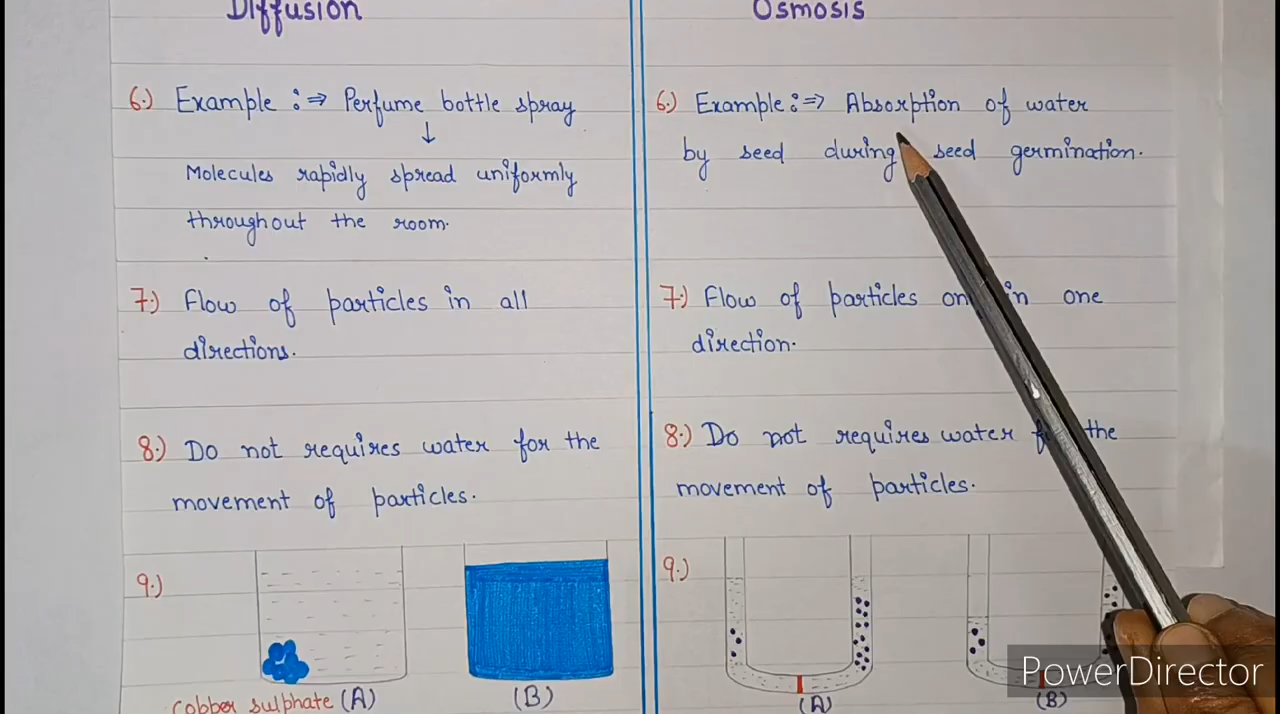 Diffusion
Osmosis
6.) Example :⇒ Perfume bottle spray
↓
Molecules rapidly spread uniformly
throughout the room.
7.) Flow of particles in all
directions.
8.) Do not requires water for the
movement of particles.
9.)
cobber sulphate (A)
(B)
6.) Example :⇒ Absorption of water
by seed during seed germination.
7.) Flow of particles in one
direction.
8.) Do not requires water the
movement of particles.
9.)
(A)
(B)
PowerDirector